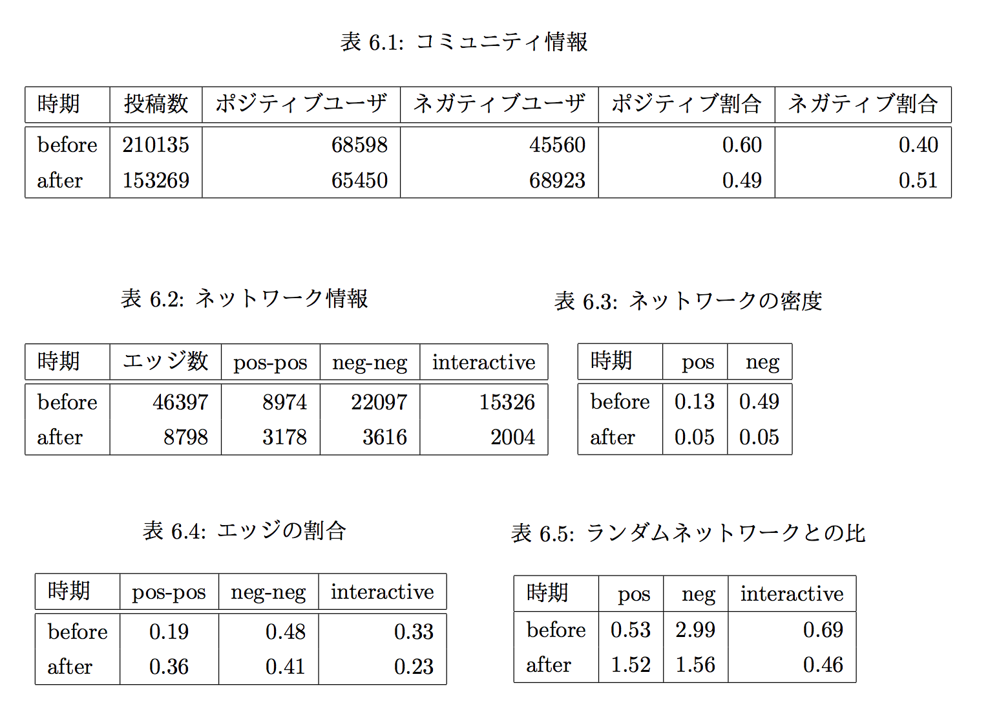 表 6.1: コミュニティ情報
時期 投稿数 ポジティブユーザ ネガティブユーザ ポジティブ割合 ネガティブ割合
before 210135 68598 45560 0.60 0.40
after 153269 65450 68923 0.49 0.51
表 6.2: ネットワーク情報
時期 エッジ数 pos-pos neg-neg interactive
before 46397 8974 22097 15326
after 8798 3178 3616 2004
表 6.3: ネットワークの密度
時期 pos neg
before 0.13 0.49
after 0.05 0.05
表 6.4: エッジの割合
時期 pos-pos neg-neg interactive
before 0.19 0.48 0.33
after 0.36 0.41 0.23
表 6.5: ランダムネットワークとの比
時期 pos neg interactive
before 0.53 2.99 0.69
after 1.52 1.56 0.46